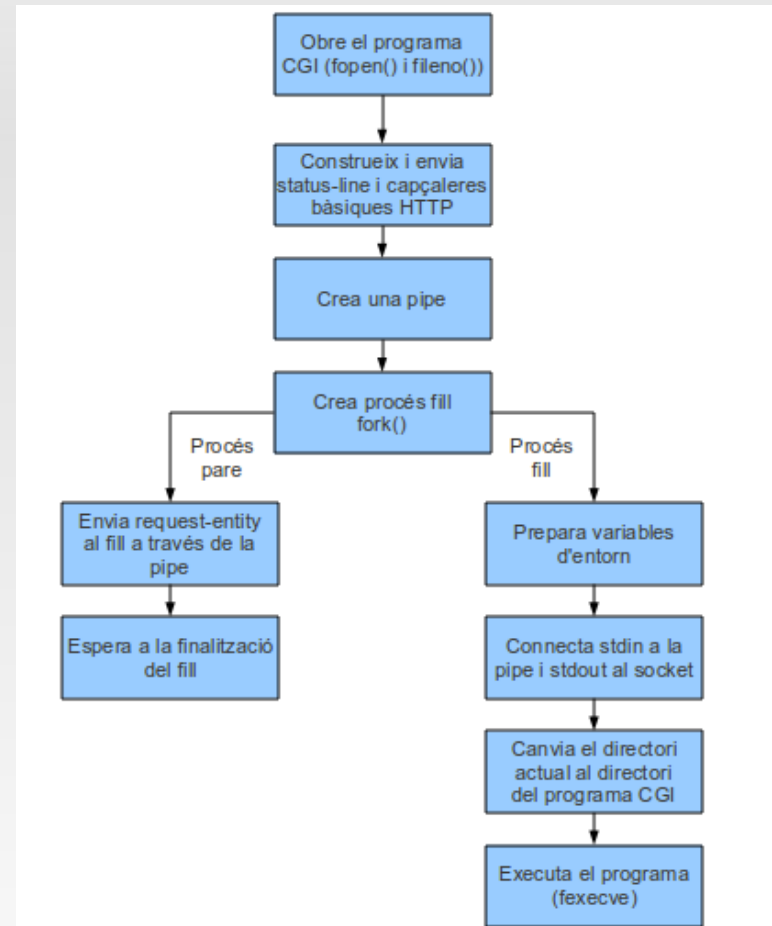 Obre el programa
CGI (fopen() i fileno())
Construeix i envia
status-line i capçaleres
bàsiques HTTP
Crea una pipe
Crea procés fill
fork()
Procés
pare
Procés
fill
Envia request-entity
al fill a través de la
pipe
Prepara variables
d'entorn
Espera a la finalització
del fill
Connecta stdin a la
pipe i stdout al socket
Canvia el directori
actual al directori
del programa CGI
Executa el programa
(fexecve)